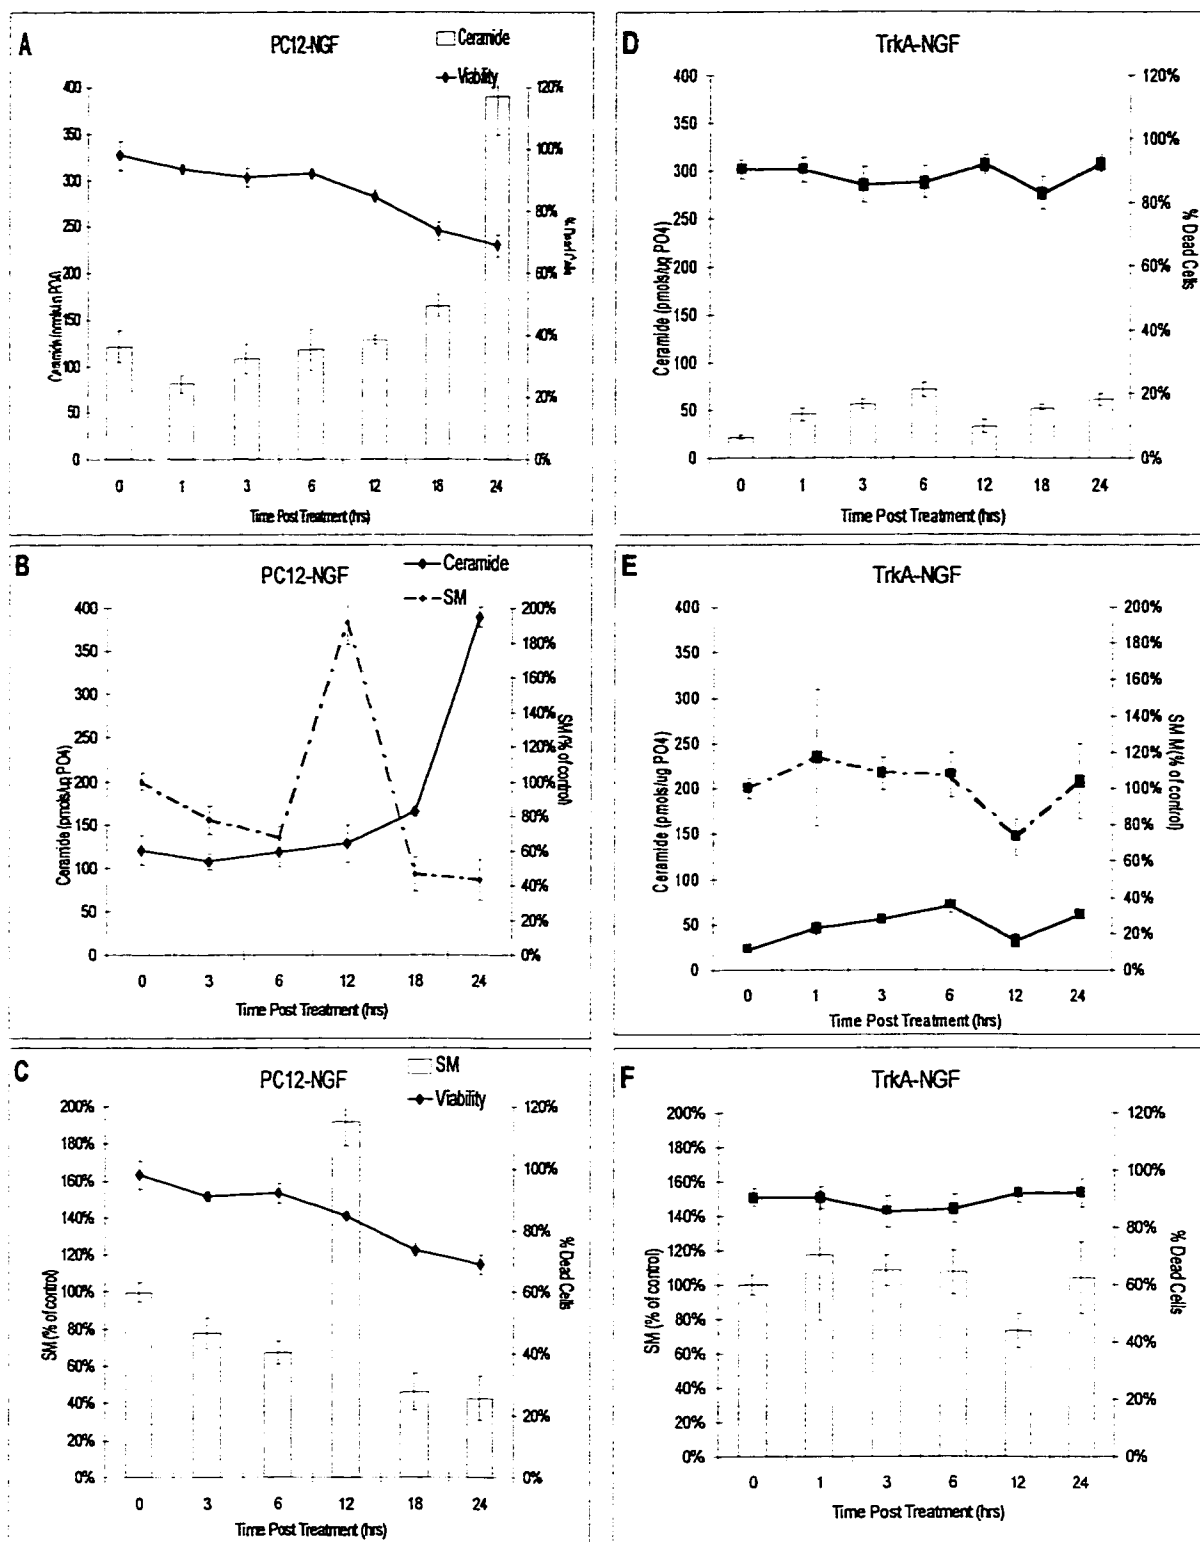 A
PC12-NGF
Ceramide
Viability
400
350
300
250
200
150
100
50
0
120%
100%
80%
60%
40%
20%
0%
0 1 3 6 12 18 24
Time Post Treatment (hrs)
D
TrkA-NGF
Ceramide (pmols/ug PO4)
400
350
300
250
200
150
100
50
0
% Dead Cells
120%
100%
80%
60%
40%
20%
0%
0 1 3 6 12 18 24
Time Post Treatment (hrs)
B
PC12-NGF
Ceramide
SM
Ceramide (pmols/ug PO4)
400
350
300
250
200
150
100
50
0
SM (% of control)
200%
180%
160%
140%
120%
100%
80%
60%
40%
20%
0%
0 3 6 12 18 24
Time Post Treatment (hrs)
E
TrkA-NGF
Ceramide (pmols/ug PO4)
400
350
300
250
200
150
100
50
0
SM M(% of control)
200%
180%
160%
140%
120%
100%
80%
60%
40%
20%
0%
0 1 3 6 12 24
Time Post Treatment (hrs)
C
PC12-NGF
SM
Viability
SM (% of control)
200%
180%
160%
140%
120%
100%
80%
60%
40%
20%
0%
% Dead Cells
120%
100%
80%
60%
40%
20%
0%
0 3 6 12 18 24
Time Post Treatment (hrs)
F
TrkA-NGF
SM (% of control)
200%
180%
160%
140%
120%
100%
80%
60%
40%
20%
0%
% Dead Cells
120%
100%
80%
60%
40%
20%
0%
0 1 3 6 12 24
Time Post Treatment (hrs)